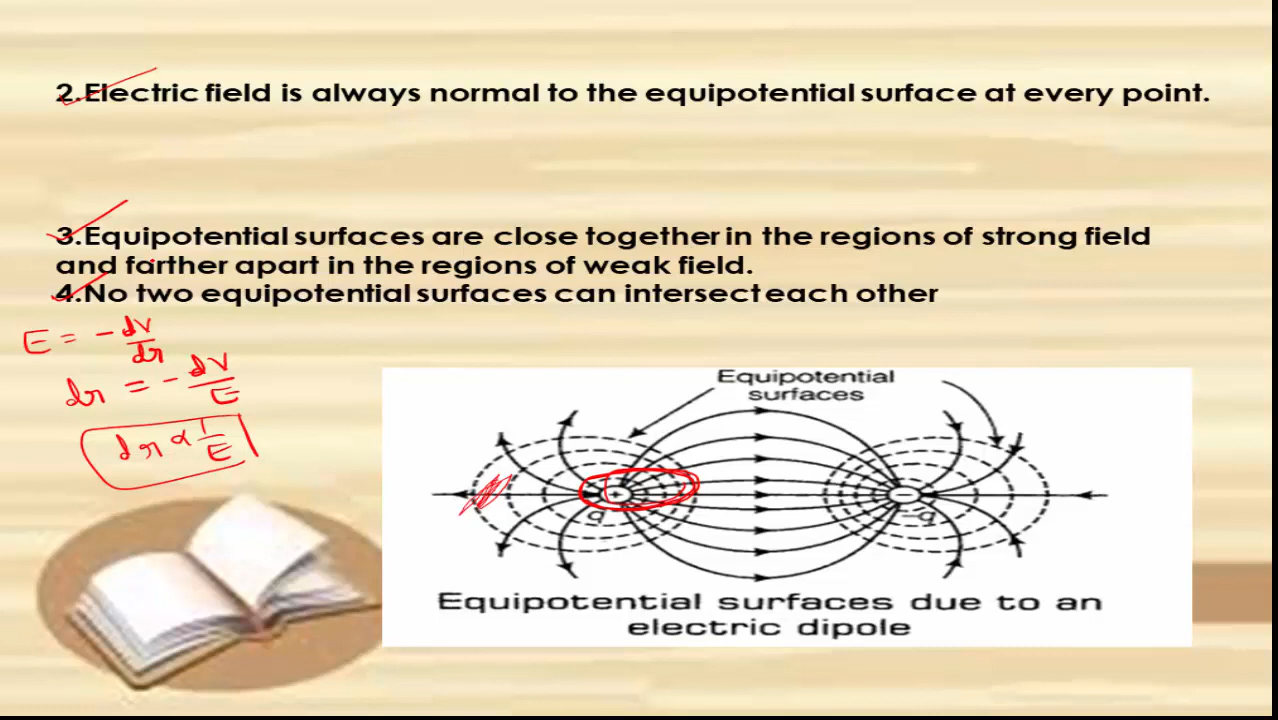 2.Electric field is always normal to the equipotential surface at every point.
3.Equipotential surfaces are close together in the regions of strong field
and farther apart in the regions of weak field.
4.No two equipotential surfaces can intersect each other
E = - dV/dr
dr = - dV/E
dr ∝ 1/E
Equipotential
surfaces
+
−
q
-q
Equipotential surfaces due to an
electric dipole